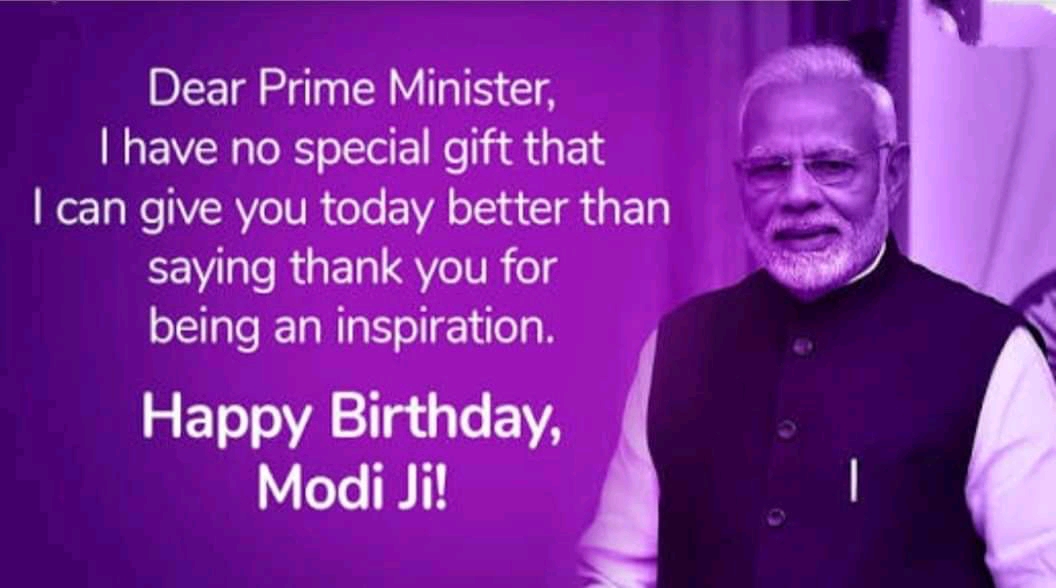 Dear Prime Minister,
I have no special gift that
I can give you today better than
saying thank you for
being an inspiration.
Happy Birthday,
Modi Ji!